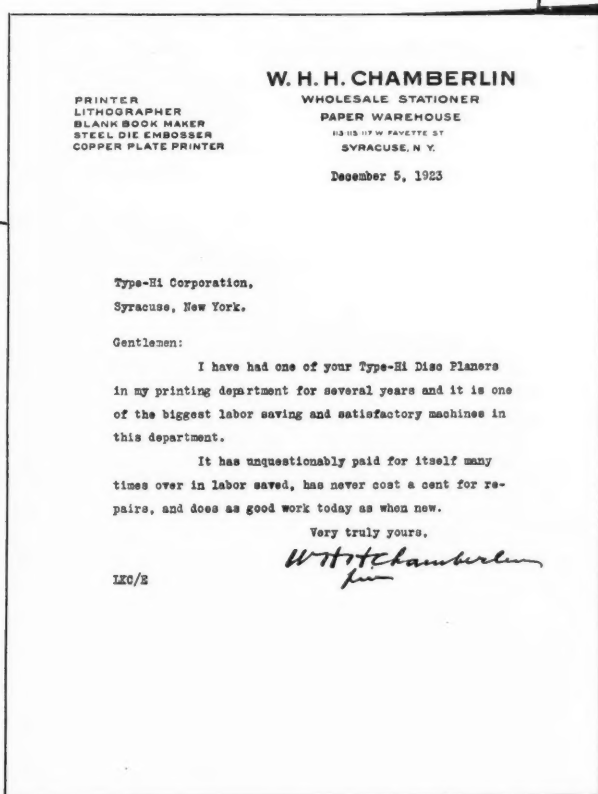 W. H. H. CHAMBERLIN
WHOLESALE STATIONER
PAPER WAREHOUSE
113-115-117 W FAYETTE ST
SYRACUSE, N Y.
PRINTER
LITHOGRAPHER
BLANK BOOK MAKER
STEEL DIE EMBOSSER
COPPER PLATE PRINTER
December 5, 1923
Type-Hi Corporation,
Syracuse, New York.
Gentlemen:
I have had one of your Type-Hi Disc Planers
in my printing department for several years and it is one
of the biggest labor saving and satisfactory machines in
this department.
It has unquestionably paid for itself many
times over in labor saved, has never cost a cent for re-
pairs, and does as good work today as when new.
Very truly yours,
W H H Chamberlin
LKC/E